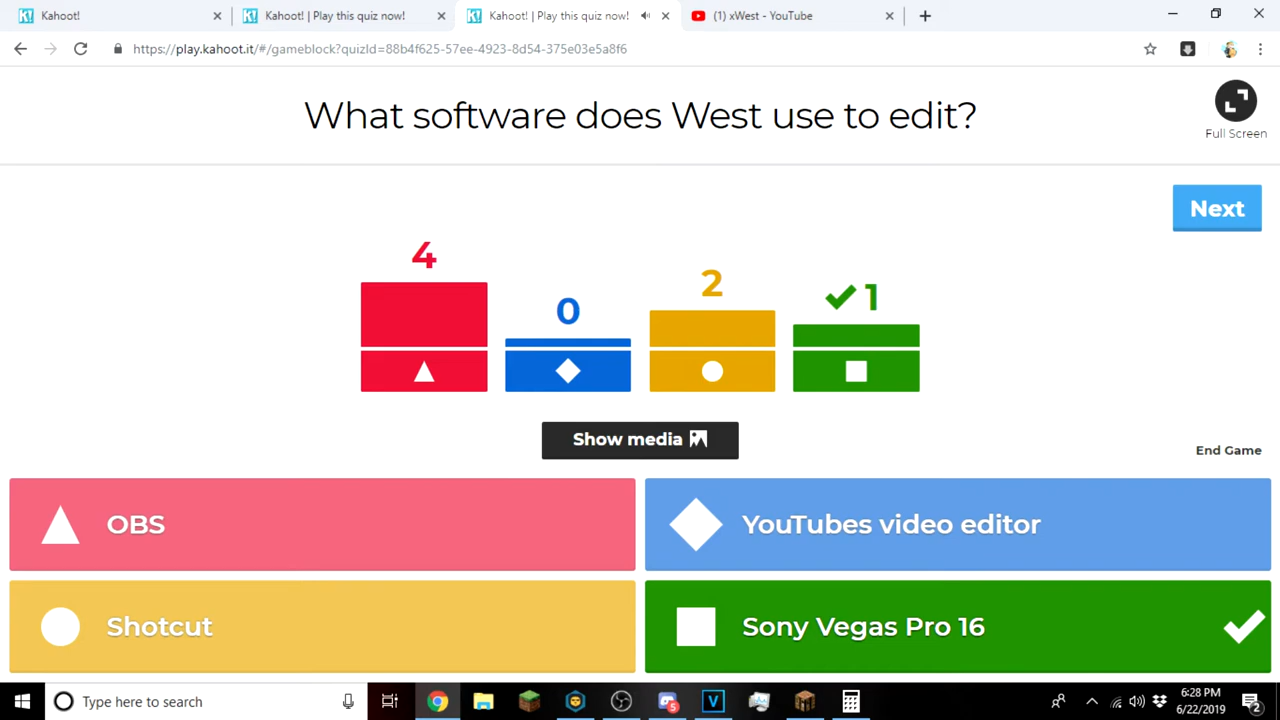 K! Kahoot!
K! Kahoot! | Play this quiz now!
K! Kahoot! | Play this quiz now!
(1) xWest - YouTube
https://play.kahoot.it/#/gameblock?quizId=88b4f625-57ee-4923-8d54-375e03e5a8f6
What software does West use to edit?
Full Screen
Next
4
0
2
1
Show media
End Game
OBS
YouTubes video editor
Shotcut
Sony Vegas Pro 16
Type here to search
V
5
6:28 PM
6/22/2019
2